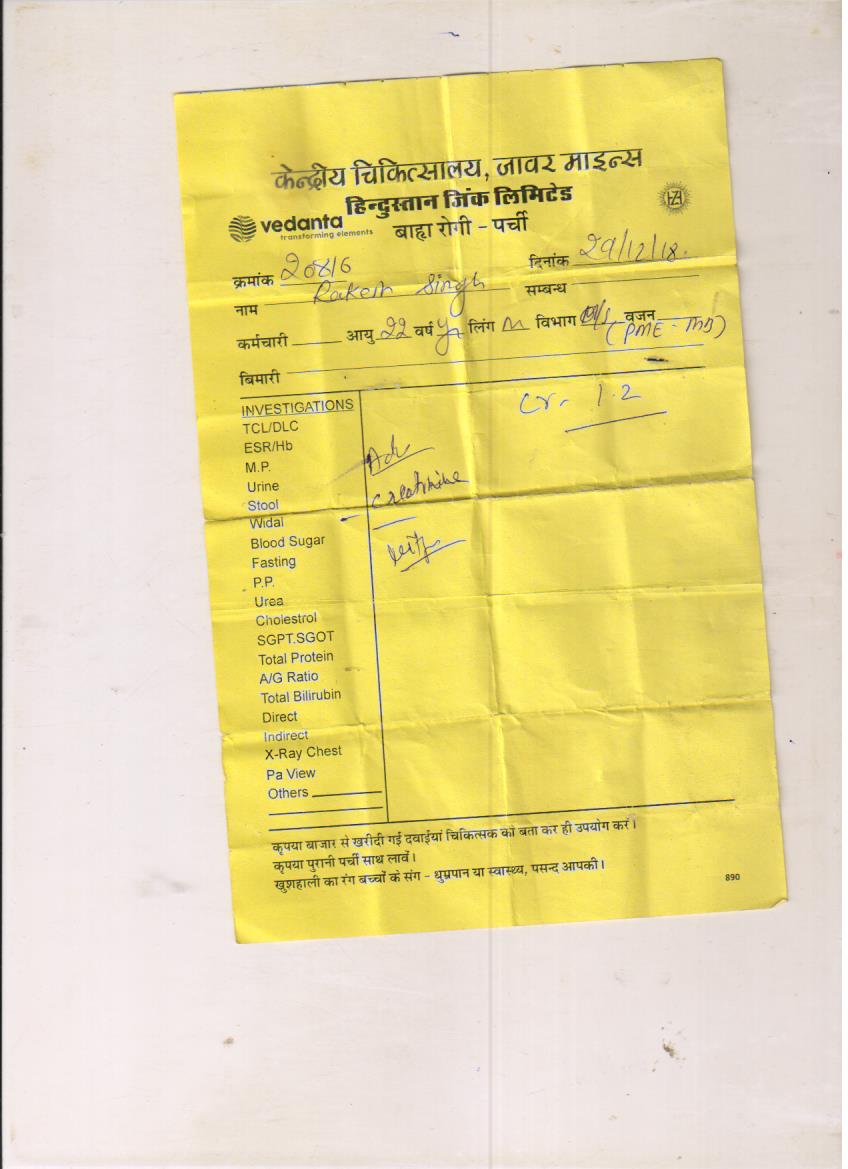 केन्द्रीय चिकित्सालय, जावर माइन्स
हिन्दुस्तान जिंक लिमिटेड
vedanta
transforming elements
बाह्य रोगी - पर्ची
क्रमांक 20816 दिनांक 29/12/18.
नाम Rakesh Singh सम्बन्ध
कर्मचारी आयु 22 वर्ष Yr लिंग M विभाग वजन
(PME -
बिमारी
Cr. 1.2
INVESTIGATIONS
TCL/DLC
ESR/Hb
M.P.
Adv
Urine
Stool
Creatinine
Widal
Blood Sugar
Fasting
P.P.
Urea
Cholestrol
SGPT.SGOT
Total Protein
A/G Ratio
Total Bilirubin
Direct
Indirect
X-Ray Chest
Pa View
Others
कृपया बाजार से खरीदी गई दवाईयां चिकित्सक को बता कर ही उपयोग करें।
कृपया पुरानी पर्ची साथ लावें।
खुशहाली का रंग बच्चों के संग - धुम्रपान या स्वास्थ्य, पसन्द आपकी।
890